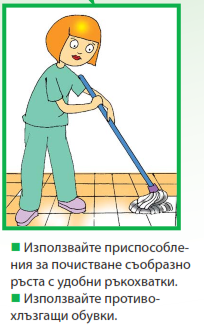 ■ Използвайте приспособле-
ния за почистване съобразно
ръста с удобни ръкохватки.
■ Използвайте противо-
хлъзгащи обувки.